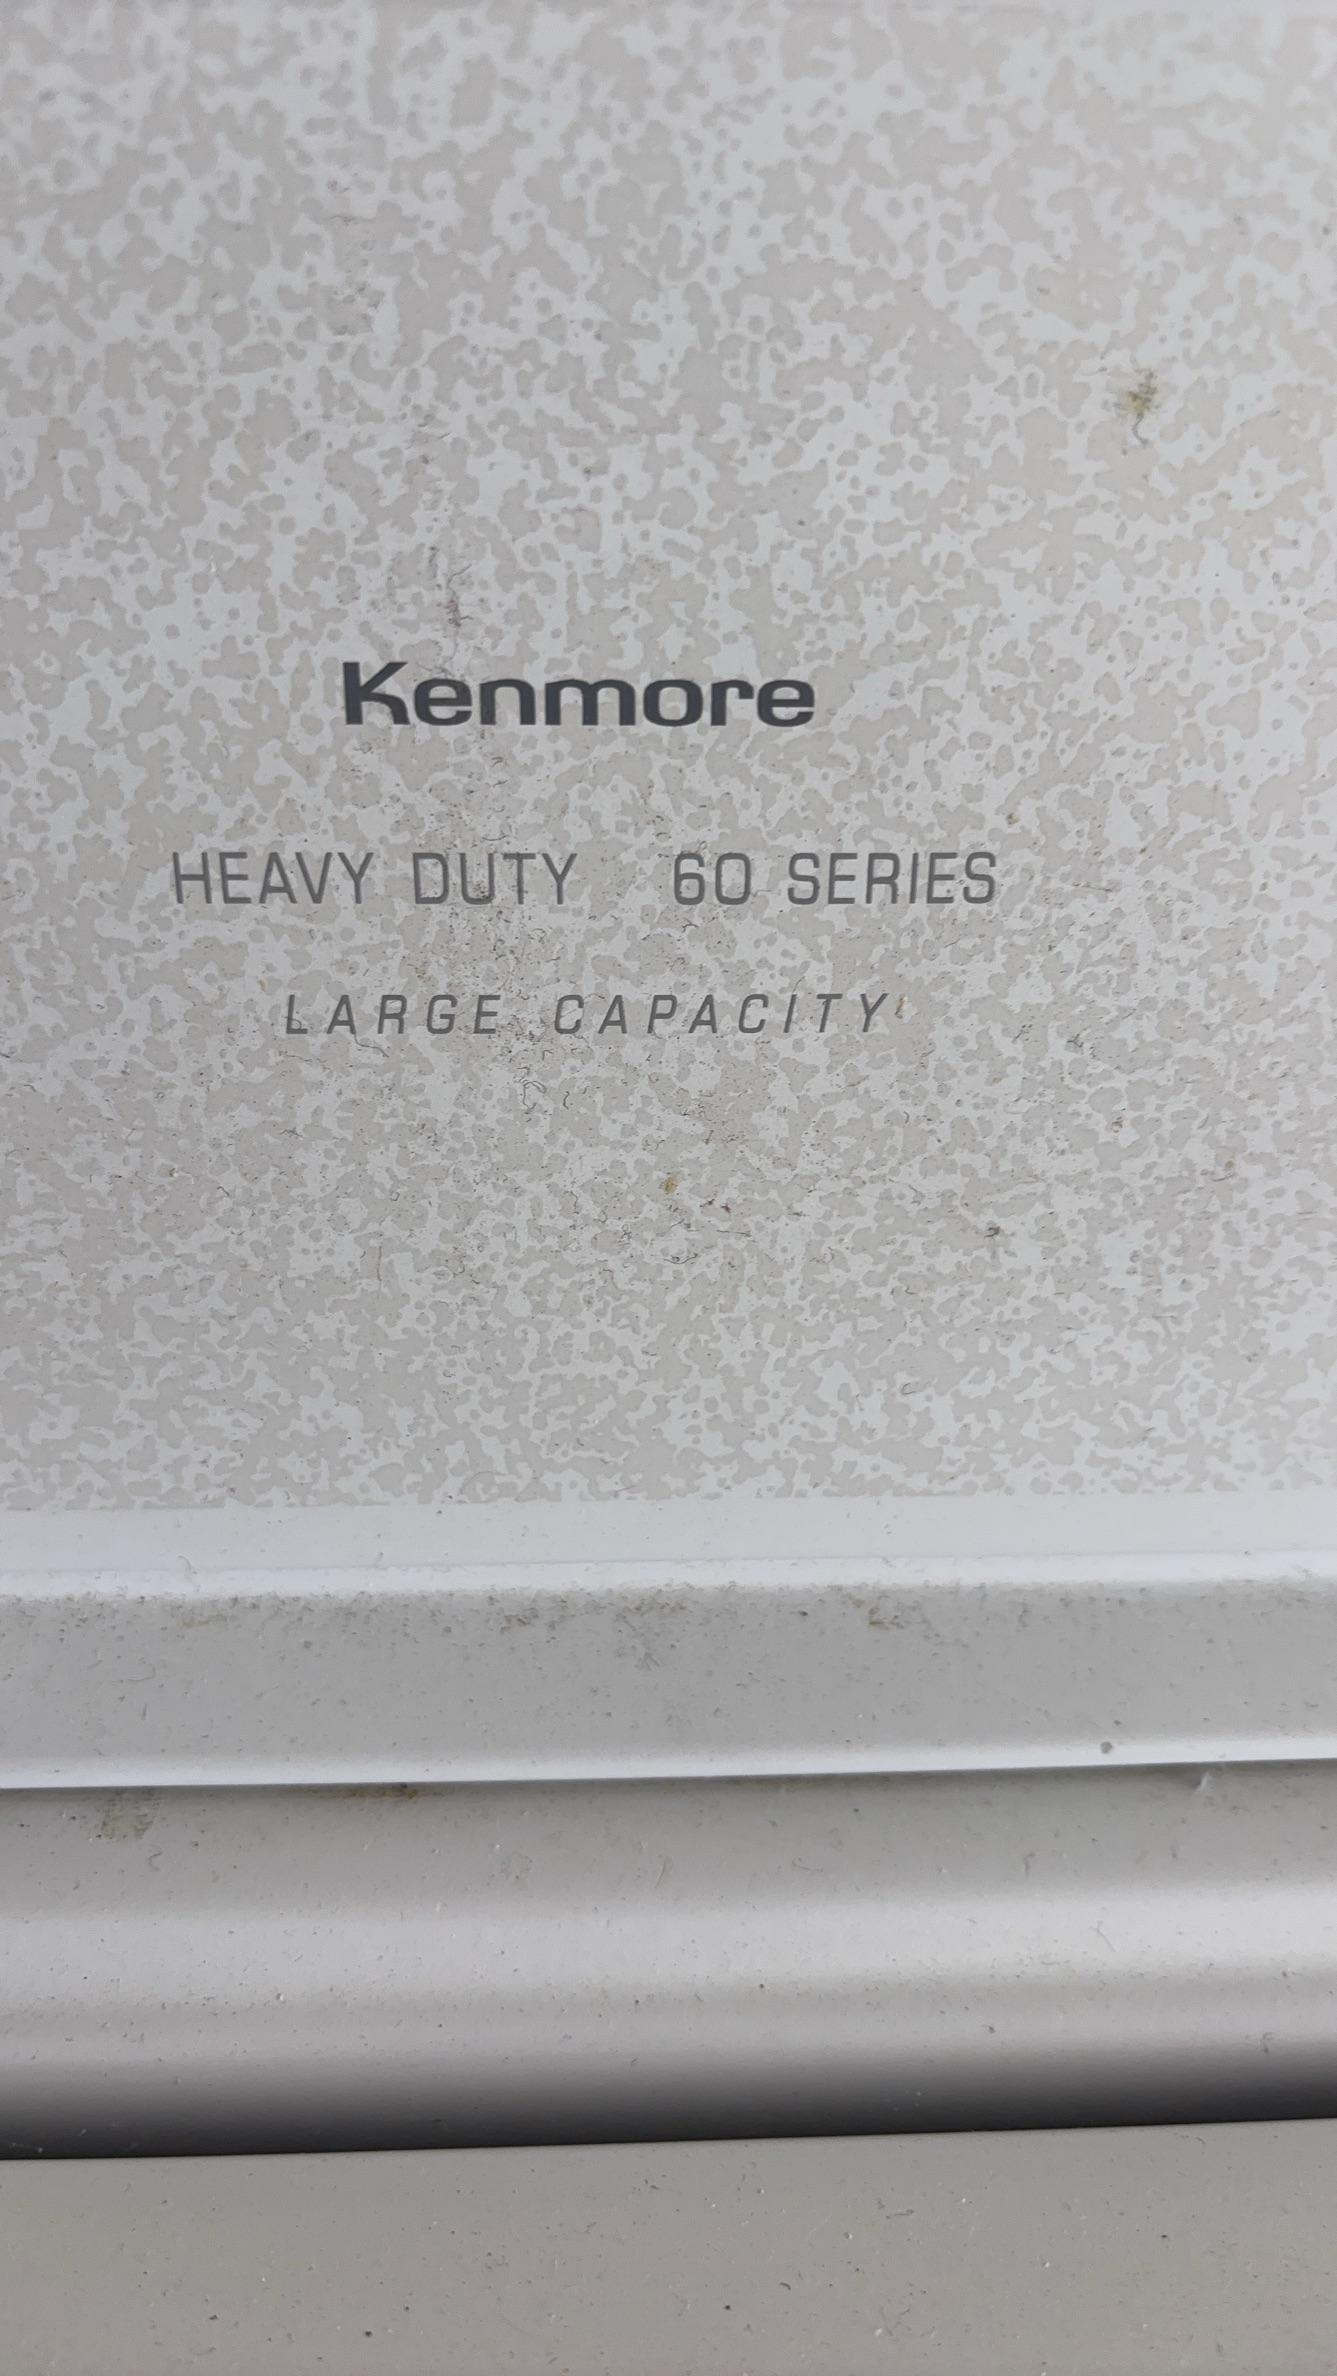 Kenmore
HEAVY DUTY 60 SERIES
LARGE CAPACITY